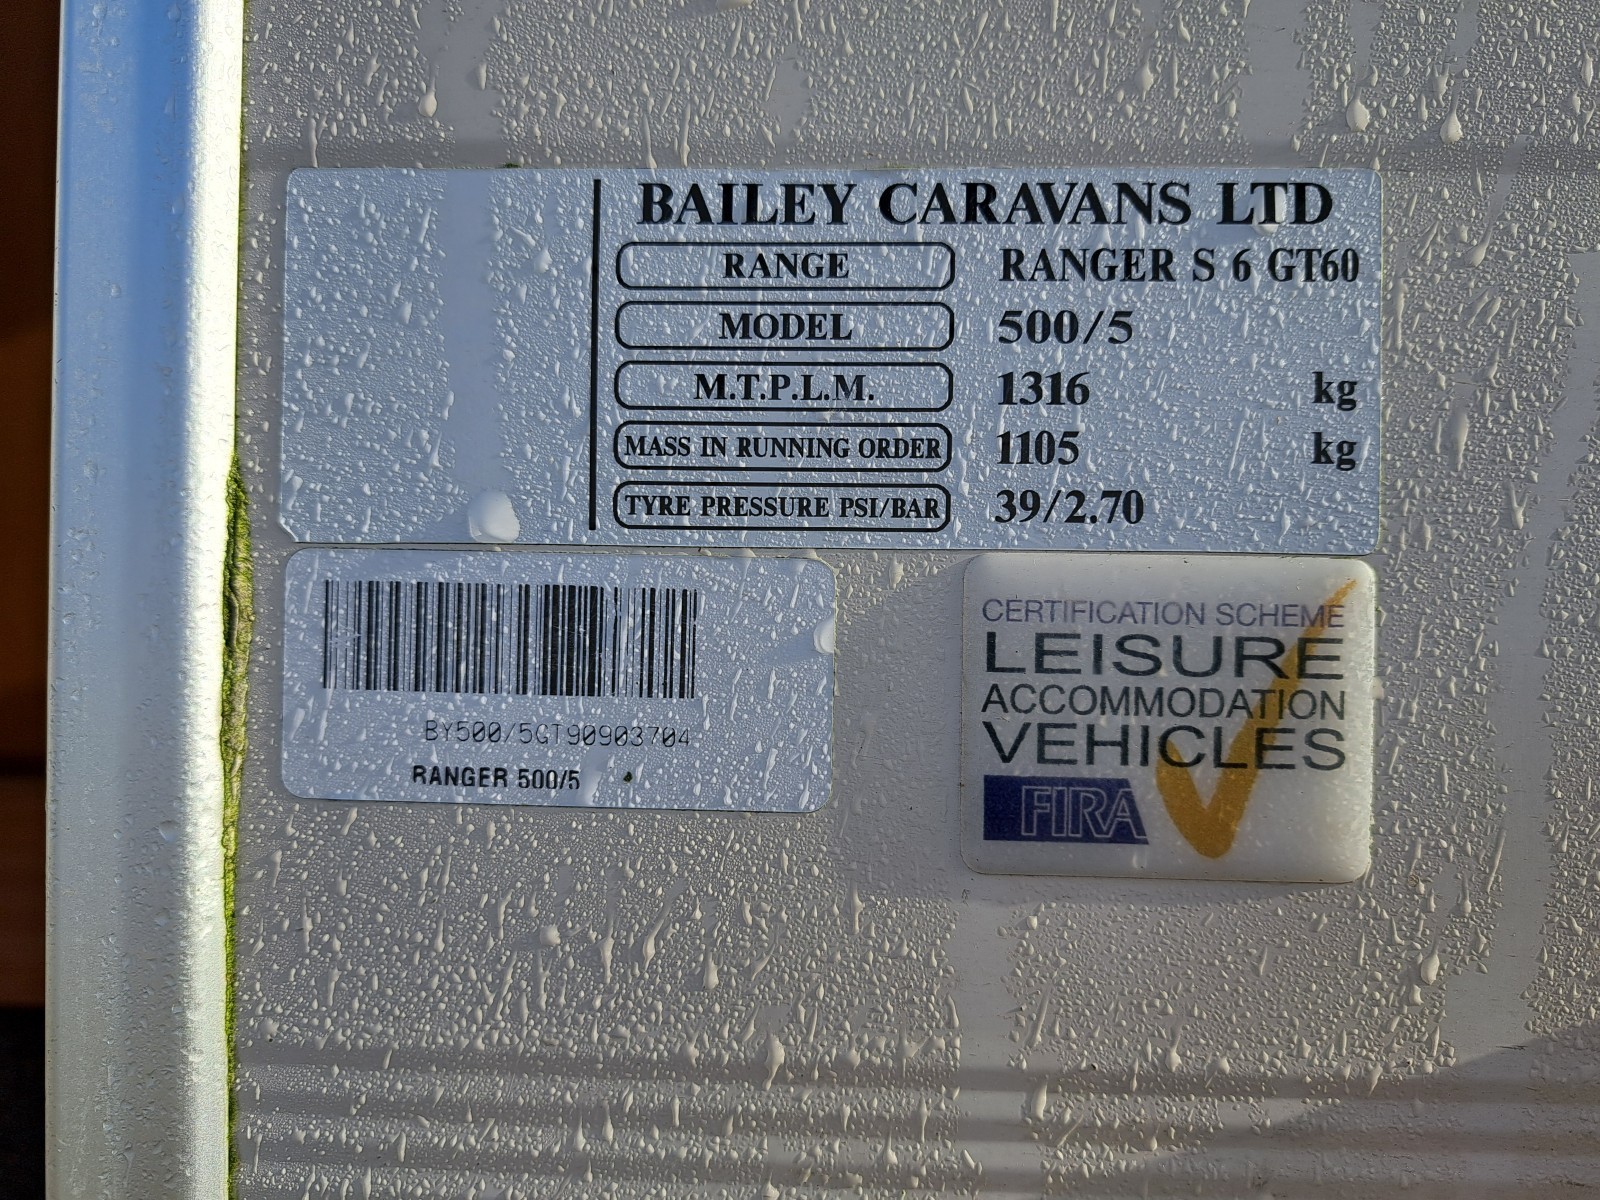 BAILEY CARAVANS LTD
RANGE RANGER S 6 GT60
MODEL 500/5
M.T.P.L.M. 1316 kg
MASS IN RUNNING ORDER 1105 kg
TYRE PRESSURE PSI/BAR 39/2.70
BY500/5GT90903704
RANGER 500/5
CERTIFICATION SCHEME
LEISURE
ACCOMMODATION
VEHICLES
FIRA